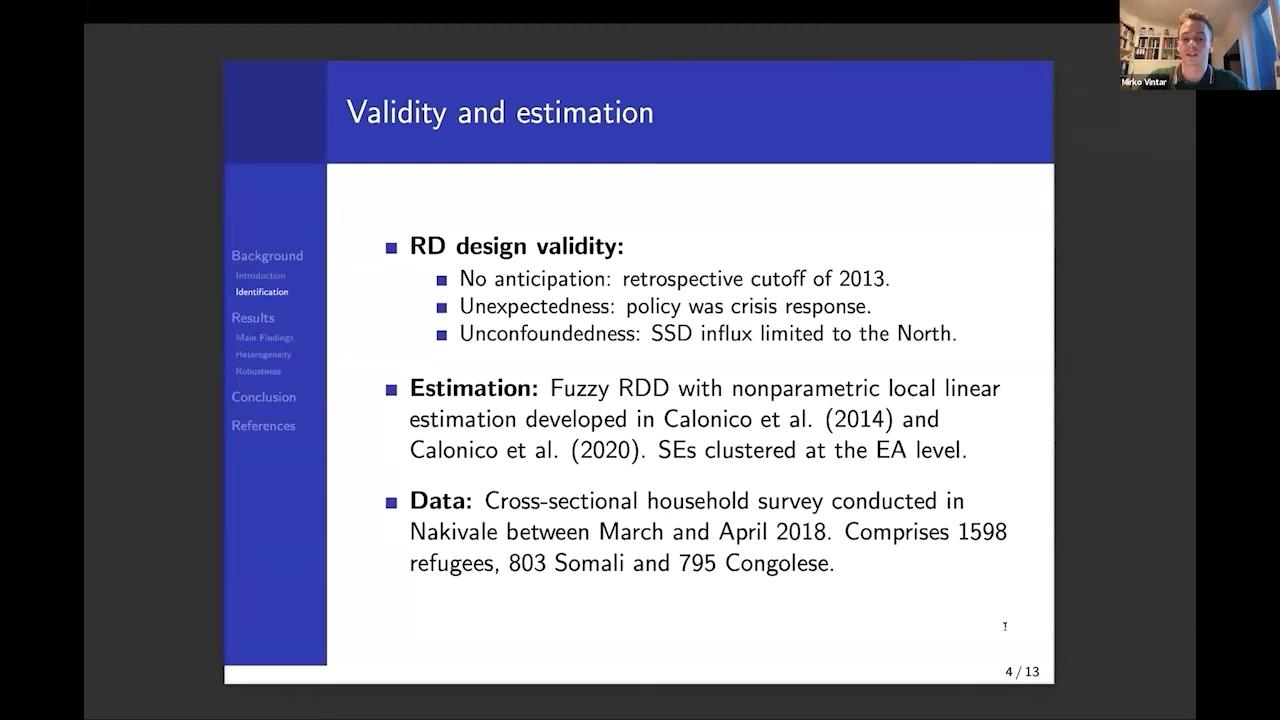 Mirko Vintar
Validity and estimation
Background
Introduction
Identification
Results
Main Findings
Heterogeneity
Robustness
Conclusion
References
RD design validity:
No anticipation: retrospective cutoff of 2013.
Unexpectedness: policy was crisis response.
Unconfoundedness: SSD influx limited to the North.
Estimation: Fuzzy RDD with nonparametric local linear
estimation developed in Calonico et al. (2014) and
Calonico et al. (2020). SEs clustered at the EA level.
Data: Cross-sectional household survey conducted in
Nakivale between March and April 2018. Comprises 1598
refugees, 803 Somali and 795 Congolese.
4 / 13